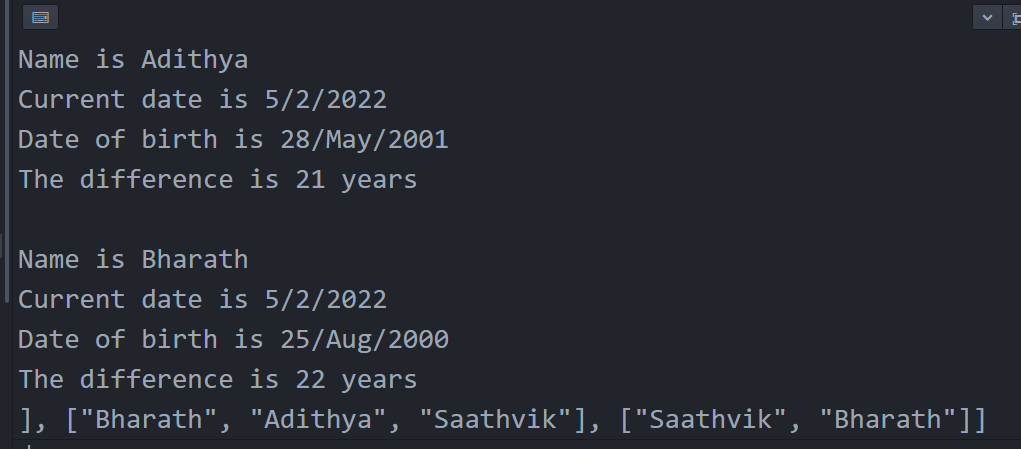 Name is Adithya
Current date is 5/2/2022
Date of birth is 28/May/2001
The difference is 21 years
Name is Bharath
Current date is 5/2/2022
Date of birth is 25/Aug/2000
The difference is 22 years
], ["Bharath", "Adithya", "Saathvik"], ["Saathvik", "Bharath"]]